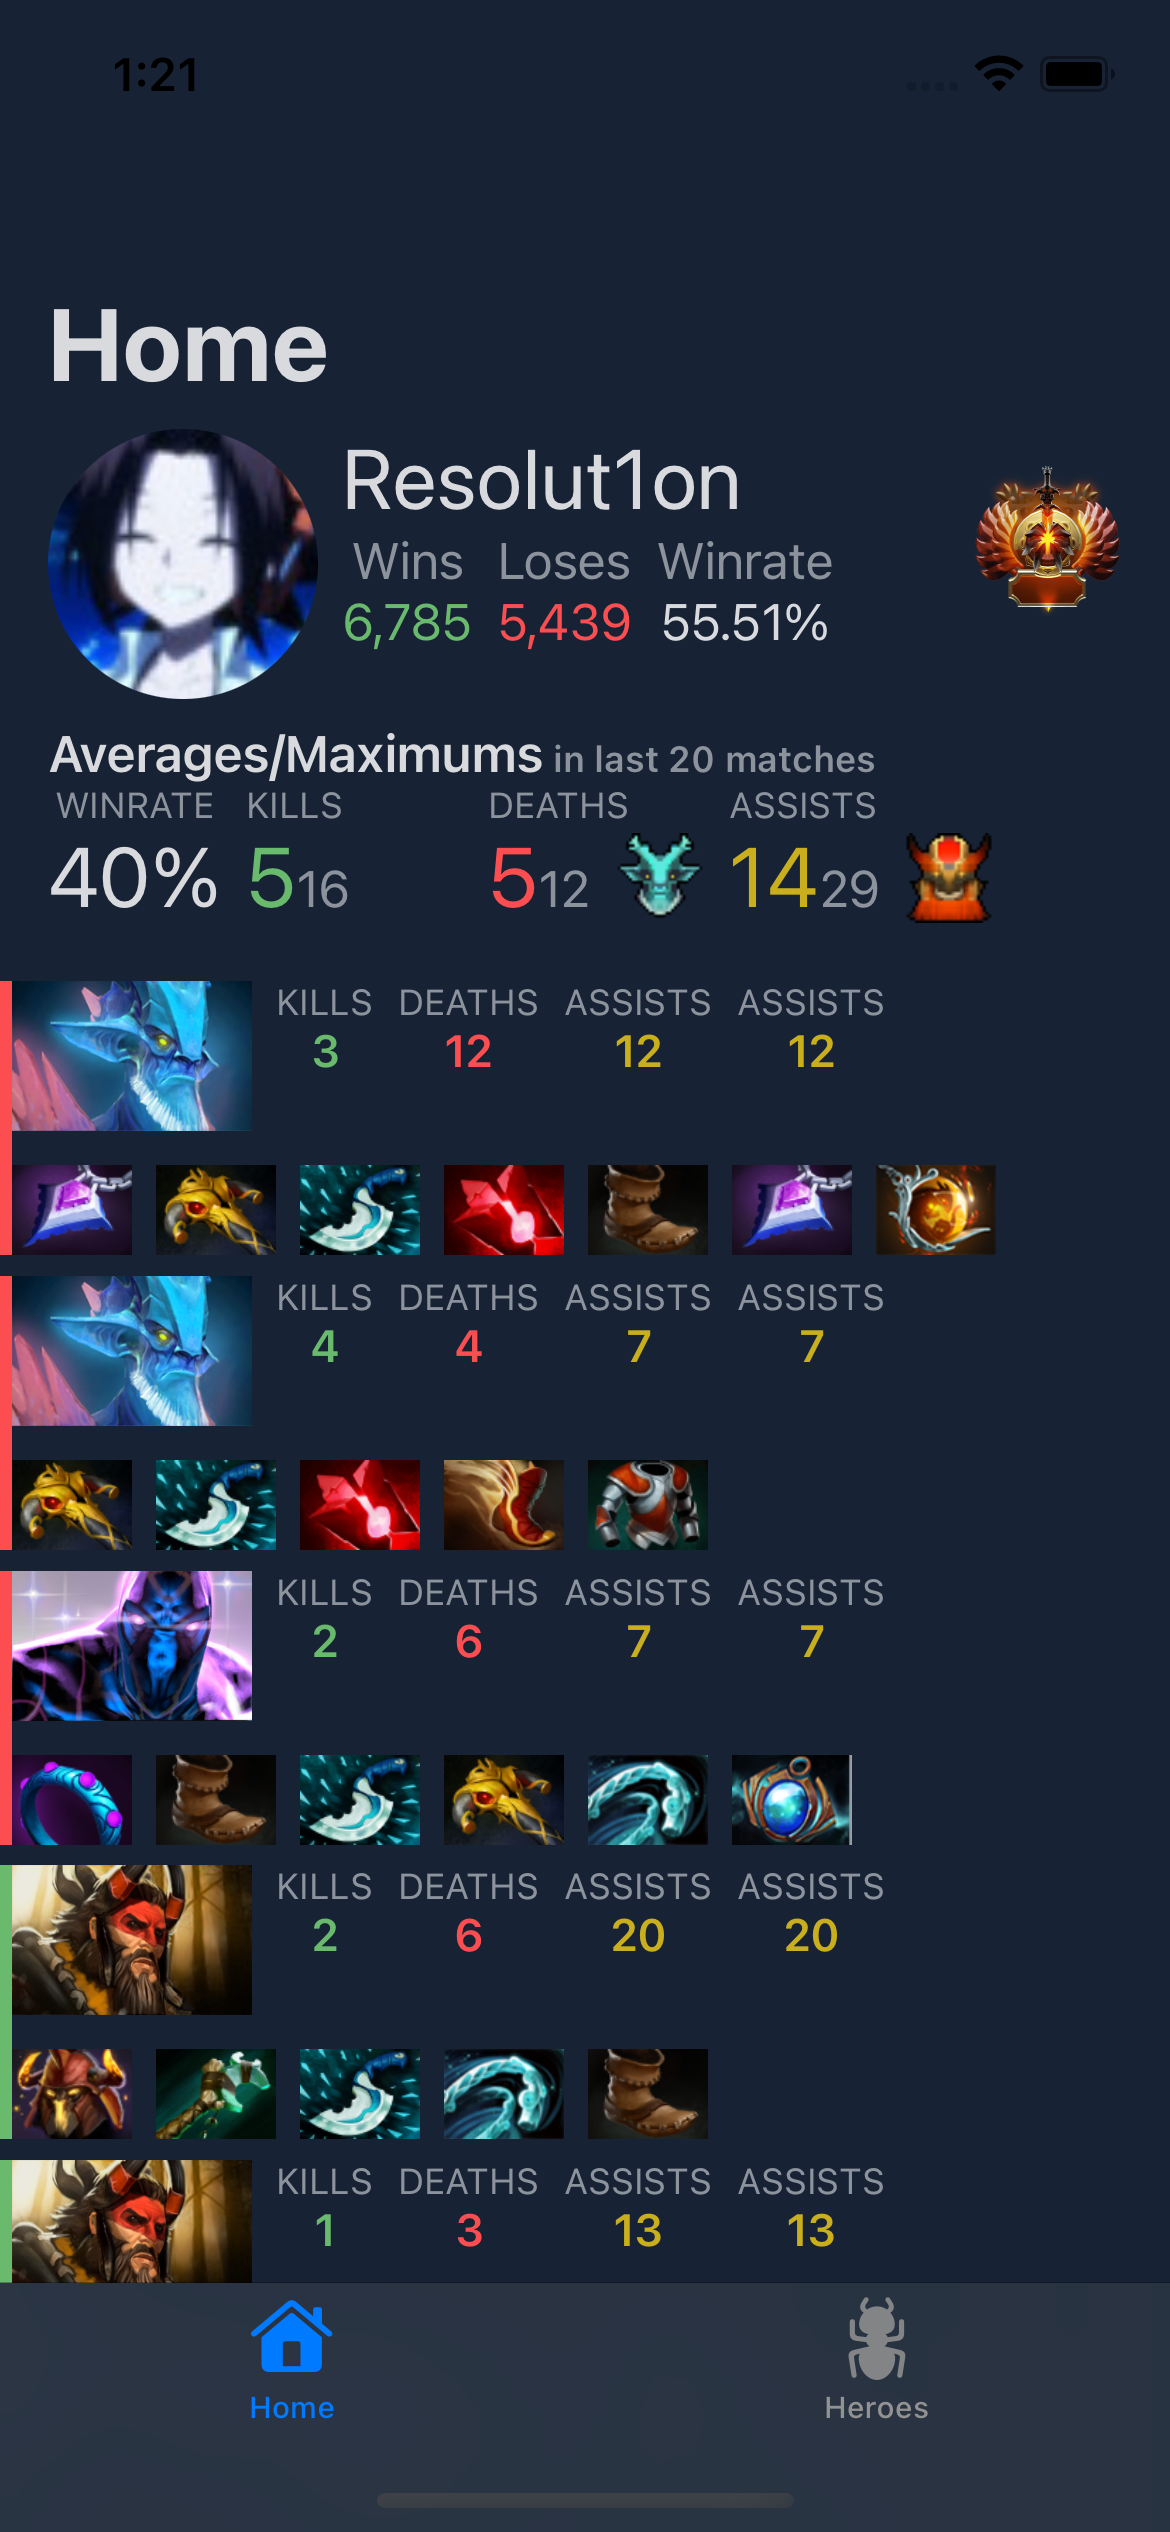 1:21
Home
Resolut1on
Wins Loses Winrate
6,785 5,439 55.51%
Averages/Maximums in last 20 matches
WINRATE KILLS DEATHS ASSISTS
40% 5 16 5 12 14 29
KILLS DEATHS ASSISTS ASSISTS
3 12 12 12
KILLS DEATHS ASSISTS ASSISTS
4 4 7 7
KILLS DEATHS ASSISTS ASSISTS
2 6 7 7
KILLS DEATHS ASSISTS ASSISTS
2 6 20 20
KILLS DEATHS ASSISTS ASSISTS
1 3 13 13
Home Heroes